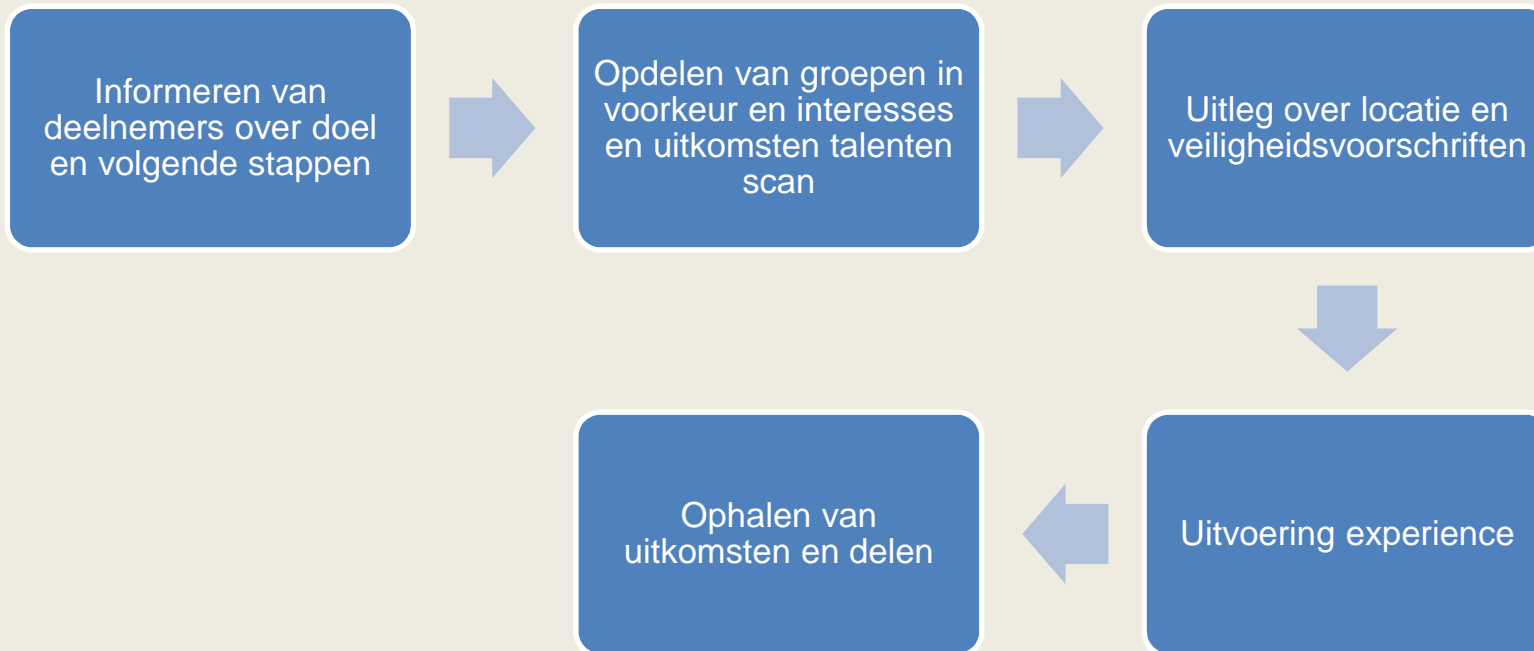 Informeren van
deelnemers over doel
en volgende stappen
Opdelen van groepen in
voorkeur en interesses
en uitkomsten talenten
scan
Uitleg over locatie en
veiligheidsvoorschriften
Uitvoering experience
Ophalen van
uitkomsten en delen